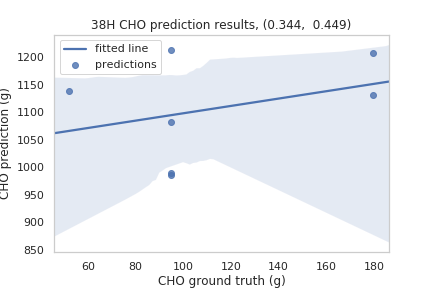 38H CHO prediction results, (0.344,  0.449)
fitted line
predictions
CHO prediction (g)
1200
1150
1100
1050
1000
950
900
850
60 80 100 120 140 160 180
CHO ground truth (g)